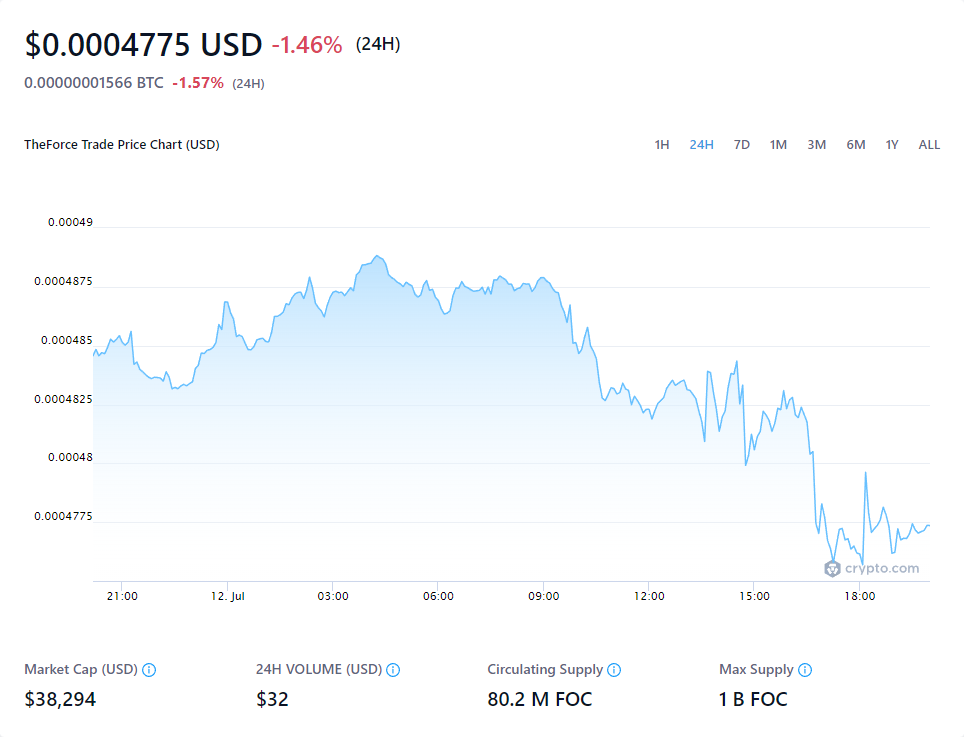 $0.0004775 USD -1.46% (24H)
0.00000001566 BTC -1.57% (24H)
TheForce Trade Price Chart (USD) 1H 24H 7D 1M 3M 6M 1Y ALL
0.00049
0.0004875
0.000485
0.0004825
0.00048
0.0004775
crypto.com
21:00 12. Jul 03:00 06:00 09:00 12:00 15:00 18:00
Market Cap (USD) 24H VOLUME (USD) Circulating Supply Max Supply
$38,294 $32 80.2 M FOC 1 B FOC